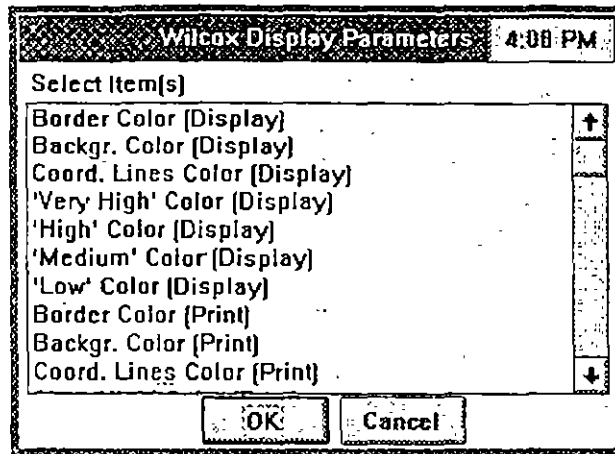 Wilcox Display Parameters 4:08 PM
Select Item(s)
Border Color (Display)
Backgr. Color (Display)
Coord. Lines Color (Display)
'Very High' Color (Display)
'High' Color (Display)
'Medium' Color (Display)
'Low' Color (Display)
Border Color (Print)
Backgr. Color (Print)
Coord. Lines Color (Print)
OK Cancel